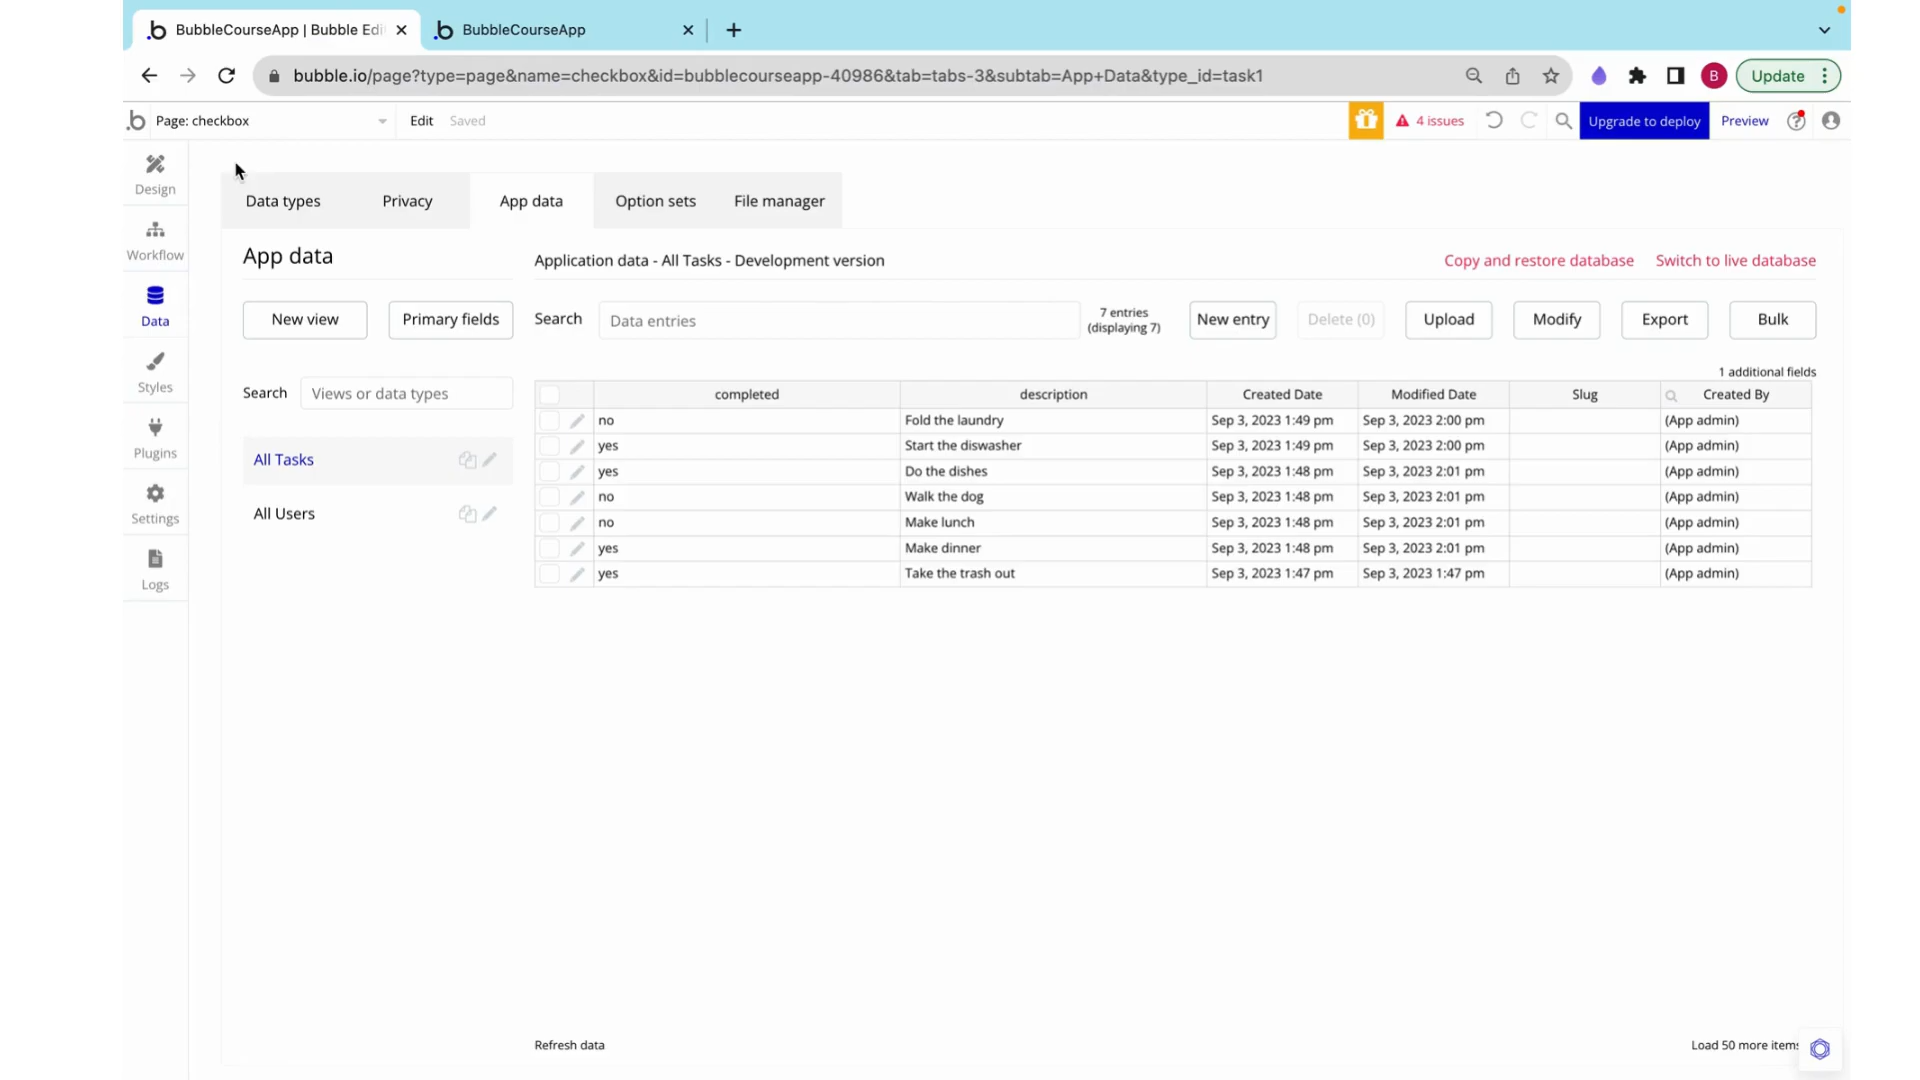 BubbleCourseApp | Bubble Edi
BubbleCourseApp
bubble.io/page?type=page&name=checkbox&id=bubblecourseapp-40986&tab=tabs-3&subtab=App+Data&type_id=task1
B
Update
b
Page: checkbox
Edit
Saved
4 issues
Upgrade to deploy
Preview
Design
Workflow
Data
Styles
Plugins
Settings
Logs
Data types
Privacy
App data
Option sets
File manager
App data
Application data - All Tasks - Development version
Copy and restore database
Switch to live database
New view
Primary fields
Search
Data entries
7 entries
(displaying 7)
New entry
Delete (0)
Upload
Modify
Export
Bulk
Search
Views or data types
All Tasks
All Users
1 additional fields
completed description Created Date Modified Date Slug Created By
no Fold the laundry Sep 3, 2023 1:49 pm Sep 3, 2023 2:00 pm (App admin)
yes Start the diswasher Sep 3, 2023 1:49 pm Sep 3, 2023 2:00 pm (App admin)
yes Do the dishes Sep 3, 2023 1:48 pm Sep 3, 2023 2:01 pm (App admin)
no Walk the dog Sep 3, 2023 1:48 pm Sep 3, 2023 2:01 pm (App admin)
no Make lunch Sep 3, 2023 1:48 pm Sep 3, 2023 2:01 pm (App admin)
yes Make dinner Sep 3, 2023 1:48 pm Sep 3, 2023 2:01 pm (App admin)
yes Take the trash out Sep 3, 2023 1:47 pm Sep 3, 2023 1:47 pm (App admin)
Refresh data
Load 50 more items